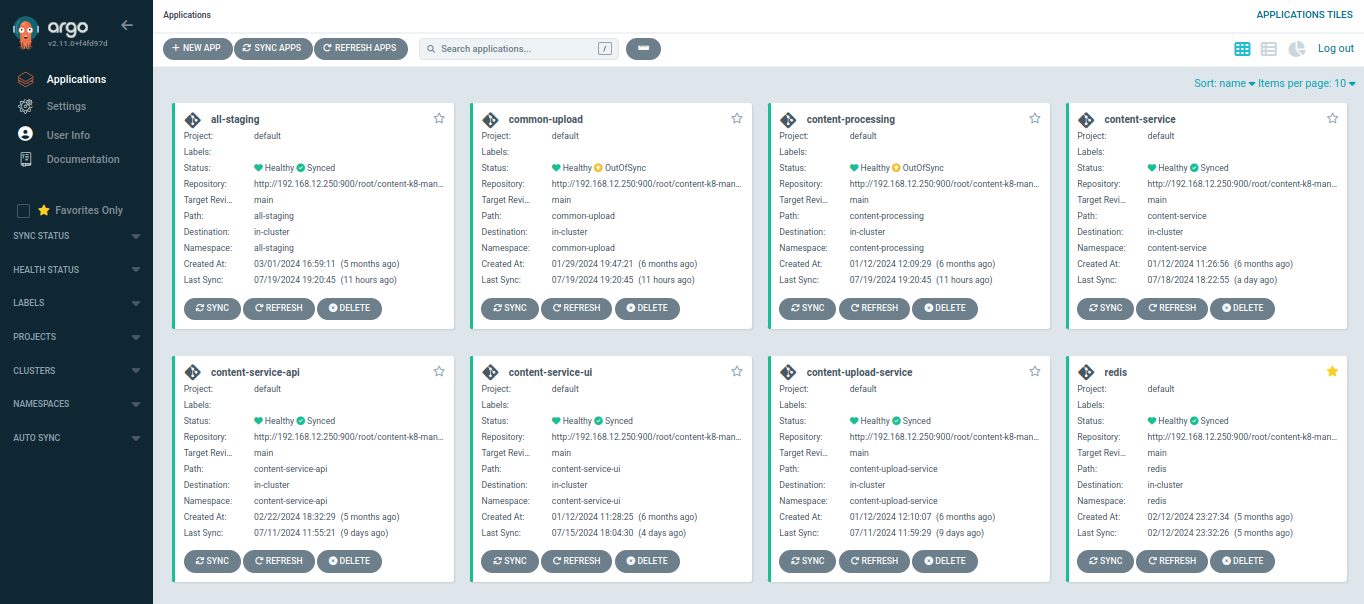 argo
v2.11.0+f4fd97d
Applications
Settings
User Info
Documentation
Favorites Only
SYNC STATUS
HEALTH STATUS
LABELS
PROJECTS
CLUSTERS
NAMESPACES
AUTO SYNC
Applications
APPLICATIONS TILES
NEW APP SYNC APPS REFRESH APPS Search applications... / Log out
Sort: name Items per page: 10
all-staging
Project: default
Labels:
Status: Healthy Synced
Repository: http://192.168.12.250:900/root/content-k8-man...
Target Revi... main
Path: all-staging
Destination: in-cluster
Namespace: all-staging
Created At: 03/01/2024 16:59:11 (5 months ago)
Last Sync: 07/19/2024 19:20:45 (11 hours ago)
SYNC REFRESH DELETE
common-upload
Project: default
Labels:
Status: Healthy OutOfSync
Repository: http://192.168.12.250:900/root/content-k8-man...
Target Revi... main
Path: common-upload
Destination: in-cluster
Namespace: common-upload
Created At: 01/29/2024 19:47:21 (6 months ago)
Last Sync: 07/19/2024 19:20:45 (11 hours ago)
SYNC REFRESH DELETE
content-processing
Project: default
Labels:
Status: Healthy OutOfSync
Repository: http://192.168.12.250:900/root/content-k8-man...
Target Revi... main
Path: content-processing
Destination: in-cluster
Namespace: content-processing
Created At: 01/12/2024 12:09:29 (6 months ago)
Last Sync: 07/19/2024 19:20:45 (11 hours ago)
SYNC REFRESH DELETE
content-service
Project: default
Labels:
Status: Healthy Synced
Repository: http://192.168.12.250:900/root/content-k8-man...
Target Revi... main
Path: content-service
Destination: in-cluster
Namespace: content-service
Created At: 01/12/2024 11:26:56 (6 months ago)
Last Sync: 07/18/2024 18:22:55 (a day ago)
SYNC REFRESH DELETE
content-service-api
Project: default
Labels:
Status: Healthy Synced
Repository: http://192.168.12.250:900/root/content-k8-man...
Target Revi... main
Path: content-service-api
Destination: in-cluster
Namespace: content-service-api
Created At: 02/22/2024 18:32:29 (5 months ago)
Last Sync: 07/11/2024 11:55:21 (9 days ago)
SYNC REFRESH DELETE
content-service-ui
Project: default
Labels:
Status: Healthy Synced
Repository: http://192.168.12.250:900/root/content-k8-man...
Target Revi... main
Path: content-service-ui
Destination: in-cluster
Namespace: content-service-ui
Created At: 01/12/2024 11:28:25 (6 months ago)
Last Sync: 07/15/2024 18:04:30 (4 days ago)
SYNC REFRESH DELETE
content-upload-service
Project: default
Labels:
Status: Healthy Synced
Repository: http://192.168.12.250:900/root/content-k8-man...
Target Revi... main
Path: content-upload-service
Destination: in-cluster
Namespace: content-upload-service
Created At: 01/12/2024 12:10:07 (6 months ago)
Last Sync: 07/11/2024 11:59:29 (9 days ago)
SYNC REFRESH DELETE
redis
Project: default
Labels:
Status: Healthy Synced
Repository: http://192.168.12.250:900/root/content-k8-man...
Target Revi... main
Path: redis
Destination: in-cluster
Namespace: redis
Created At: 02/12/2024 23:27:34 (5 months ago)
Last Sync: 02/12/2024 23:32:26 (5 months ago)
SYNC REFRESH DELETE